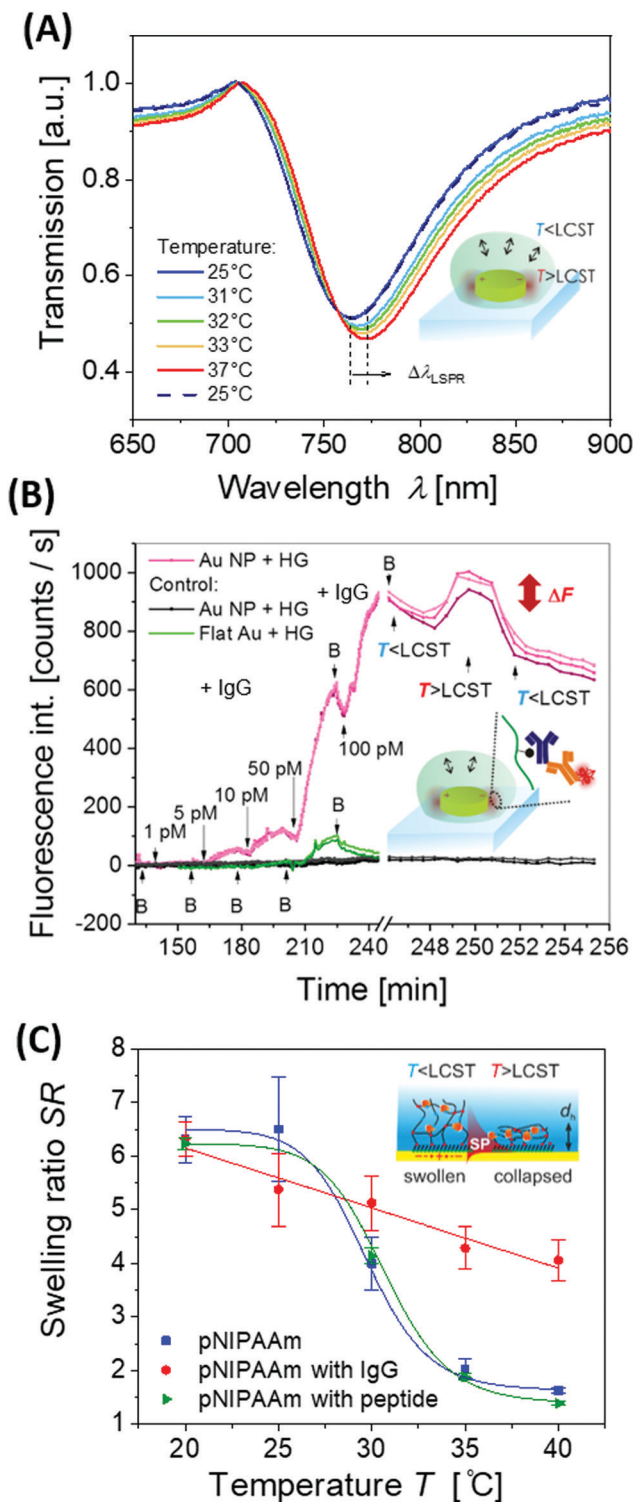 (A)
1.0
0.8
0.6
0.4
Transmission [a.u.]
Temperature:
25°C
31°C
32°C
33°C
37°C
25°C
T<LCST
T>LCST
ΔλLSPR
650 700 750 800 850 900
Wavelength λ [nm]
(B)
1000
800
600
400
200
0
-200
Fluorescence int. [counts / s]
Au NP + HG
Control:
Au NP + HG
Flat Au + HG
+ IgG
+ IgG
B
B
ΔF
T<LCST
T>LCST
T<LCST
100 pM
50 pM
10 pM
5 pM
1 pM
B
B B B B
150 180 210 240 248 250 252 254 256
Time [min]
(C)
8
7
6
5
4
3
2
1
Swelling ratio SR
T<LCST T>LCST
dh
SP
swollen collapsed
pNIPAAm
pNIPAAm with IgG
pNIPAAm with peptide
20 25 30 35 40
Temperature T [°C]